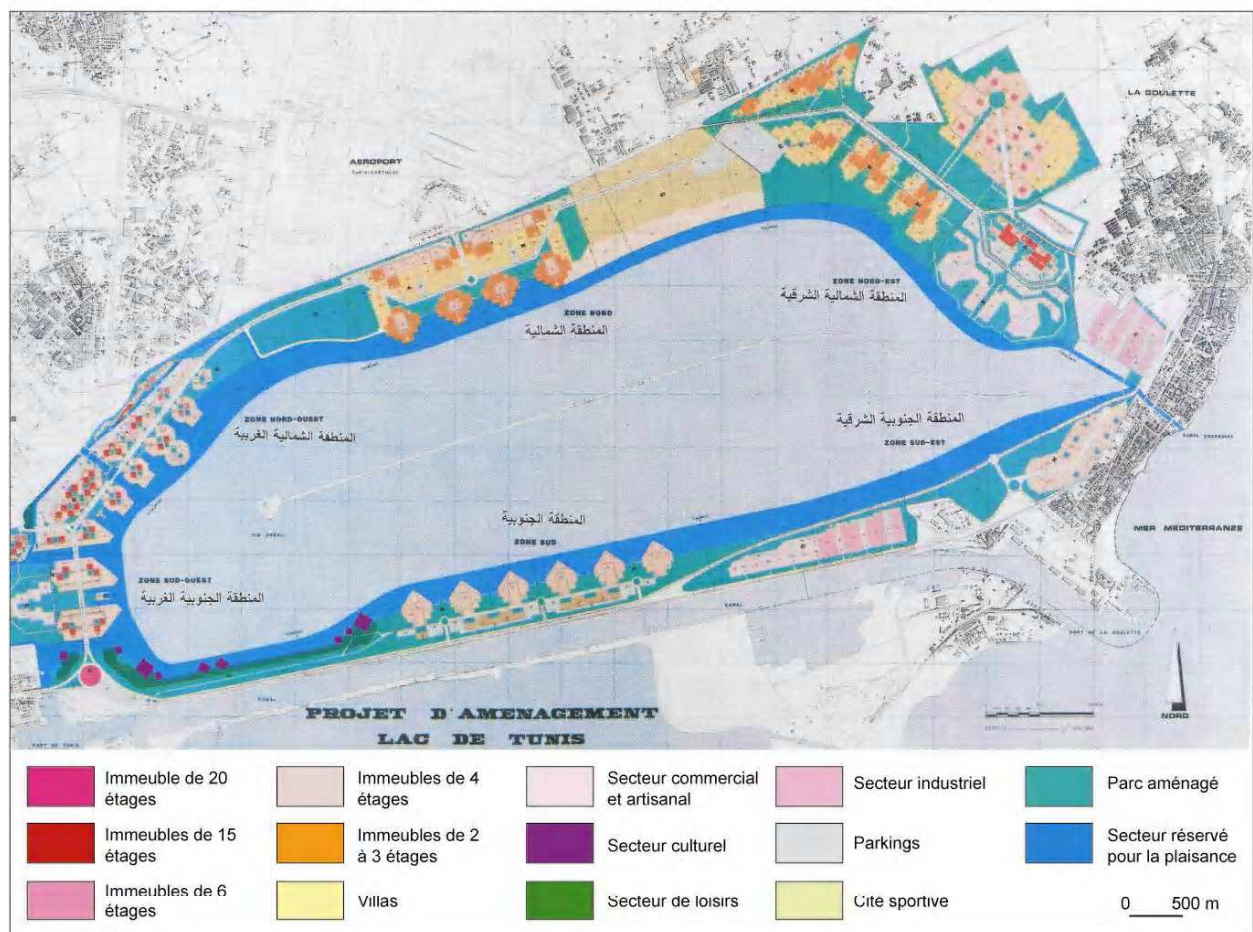 LA GOULETTE
AEROPORT
TUNIS-CARTHAGE
ZONE NORD-EST
المنطقة الشمالية الشرقية
ZONE NORD
المنطقة الشمالية
المنطقة الجنوبية الشرقية
ZONE SUD-EST
ZONE NORD-OUEST
المنطقة الشمالية الغربية
المنطقة الجنوبية
ZONE SUD
MER MEDITERRANEE
ZONE SUD-OUEST
المنطقة الجنوبية الغربية
CANAL
PORT DE LA GOULETTE
CANAL
PROJET D'AMENAGEMENT
LAC DE TUNIS
NORD
PORT DE TUNIS
Immeuble de 20
étages
Immeubles de 4
étages
Secteur commercial
et artisanal
Secteur industriel
Parc aménagé
Immeubles de 15
étages
Immeubles de 2
à 3 étages
Secteur culturel
Parkings
Secteur réservé
pour la plaisance
Immeubles de 6
étages
Villas
Secteur de loisirs
Cité sportive
0 500 m